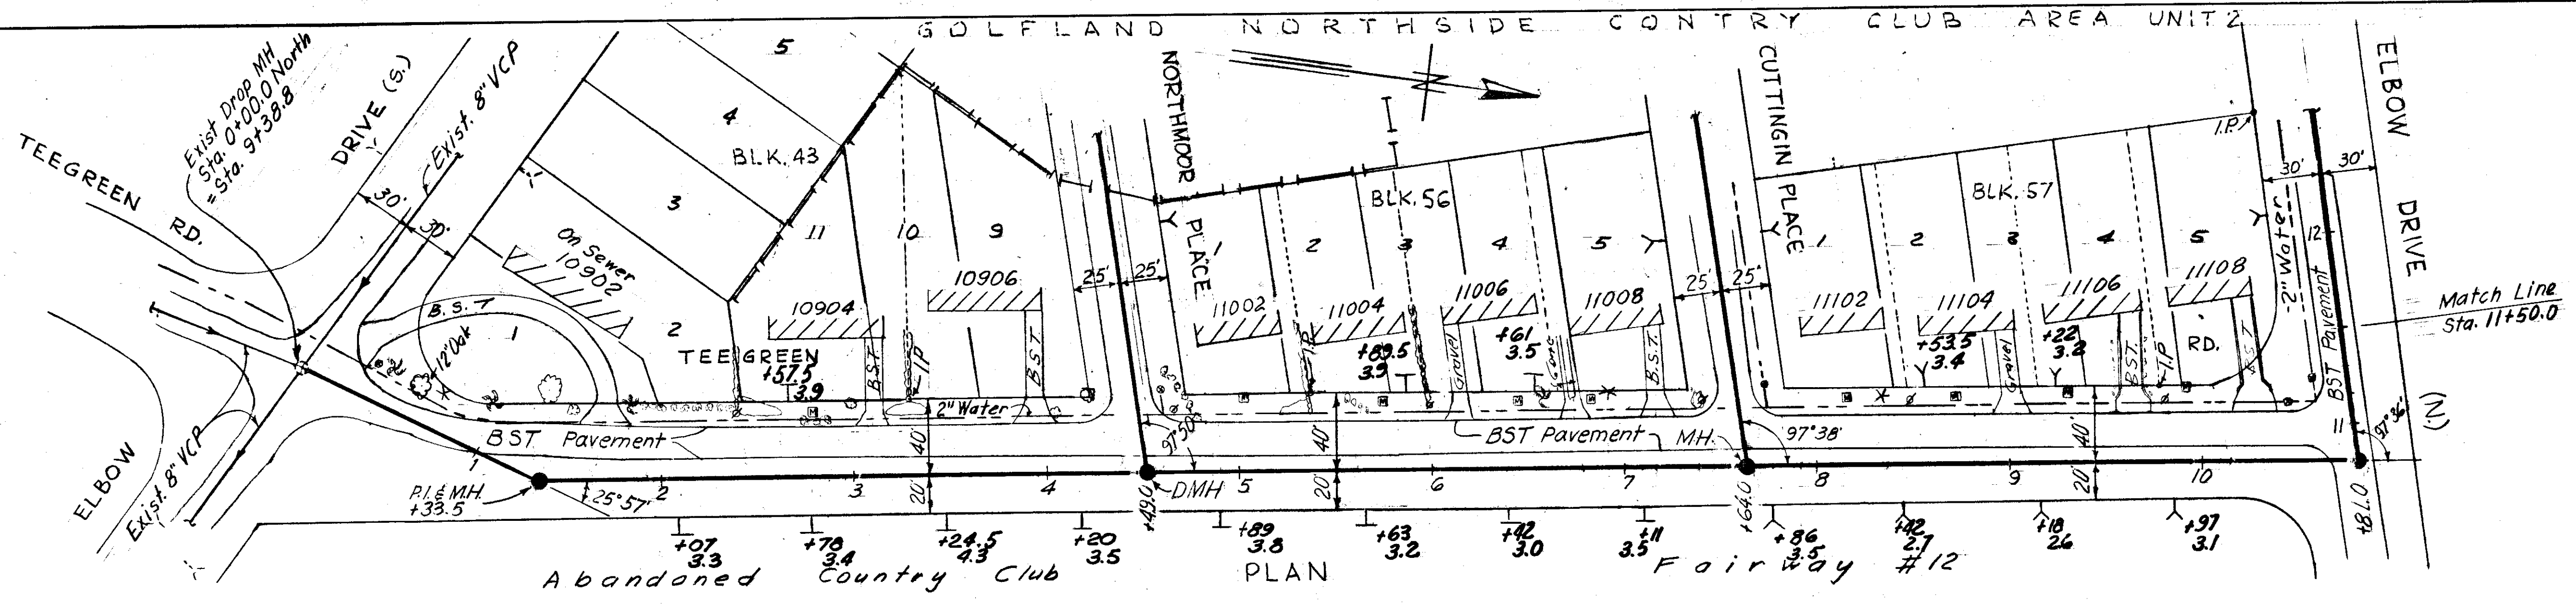 GOLFLAND NORTHSIDE CONTRY CLUB AREA UNIT 2
Exist Drop MH
Sta. 0+00.0 North
= Sta. 9+38.8
TEEGREEN
RD.
DRIVE (S.)
Exist. 8" VCP
30'
30'
5
4
BLK. 43
3
11
10
9
On Sewer
10902
B.S.T
12" Oak
1
2
TEE GREEN
+57.5
3.9
10904
B.S.T
I.P
10906
B.S.T.
2" Water
25'
25'
NORTHMOOR
PLACE
BLK. 56
2
3
4
5
11002
11004
I.P.
+89.5
3.9
11006
Gravel
+61
3.5
Conc
11008
B.S.T.
25'
25'
CUTTINGIN
PLACE
BLK. 57
1
2
3
4
5
11102
11104
+53.5
3.4
Gravel
11106
+22
3.2
B.S.T.
I.P
11108
RD.
B.S.T
I.P.
30'
30'
2" Water
12
BST Pavement
11
ELBOW
DRIVE
(N.)
Match Line
Sta. 11+50.0
97°36'
ELBOW
Exist. 8" VCP
BST Pavement
1
P.I. & M.H.
+33.5
25°57'
2
3
4
40'
20'
97°50'
+49.0
DMH
5
40'
20'
6
BST Pavement
M.H.
7
+64.0
97°38'
8
9
40'
20'
10
+81.0
+07
3.3
+78
3.4
+24.5
4.3
+20
3.5
+89
3.8
+63
3.2
+42
3.0
+11
3.5
+86
3.5
+42
2.7
+18
2.6
+97
3.1
Abandoned Country Club Fairway #12
PLAN